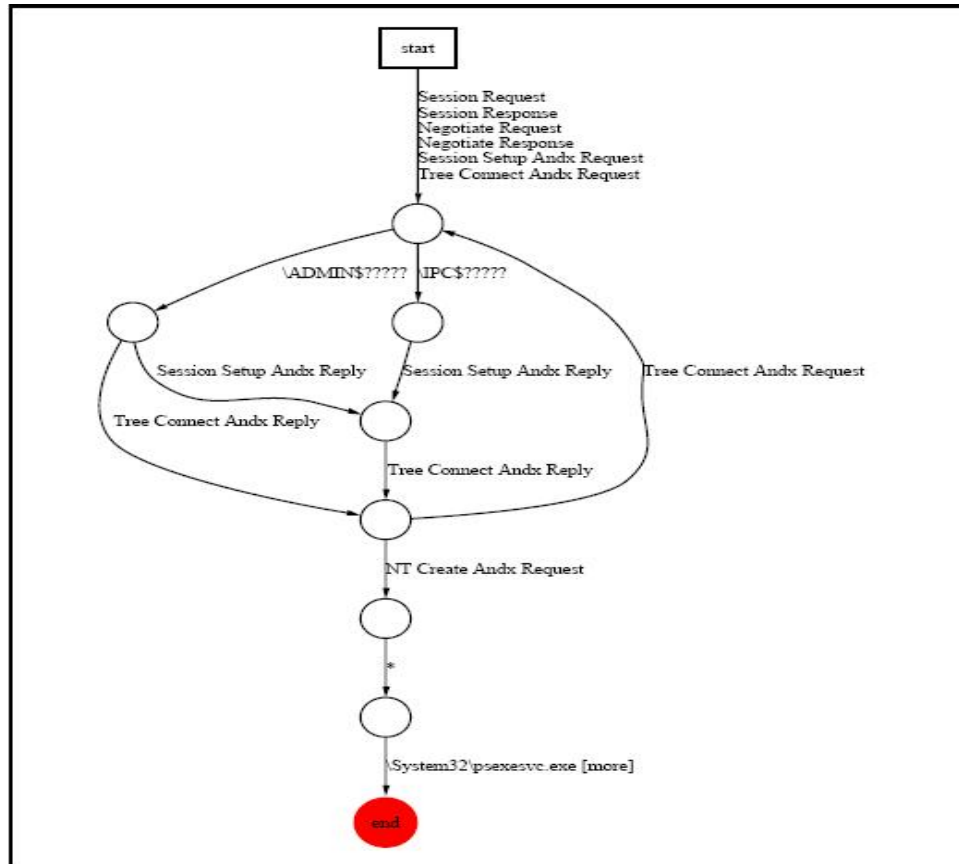 start
Session Request
Session Response
Negotiate Request
Negotiate Response
Session Setup Andx Request
Tree Connect Andx Request
\ADMIN$????? \IPC$?????
Session Setup Andx Reply Session Setup Andx Reply Tree Connect Andx Request
Tree Connect Andx Reply
Tree Connect Andx Reply
NT Create Andx Request
*
\System32\psexesvc.exe [more]
end